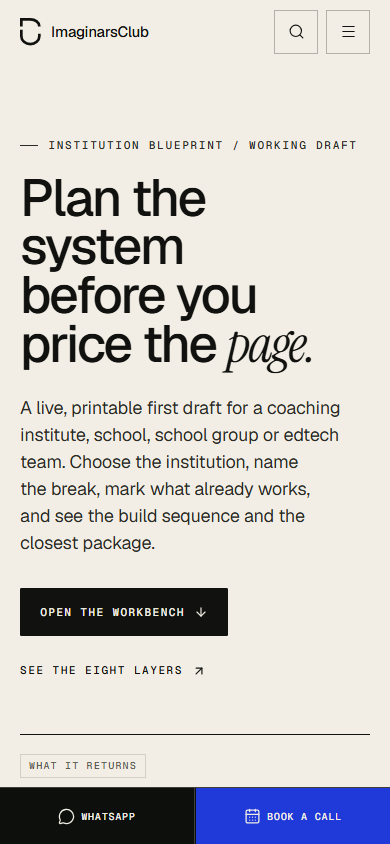 ImaginarsClub
INSTITUTION BLUEPRINT / WORKING DRAFT
Plan the
system
before you
price the page.
A live, printable first draft for a coaching
institute, school, school group or edtech
team. Choose the institution, name
the break, mark what already works,
and see the build sequence and the
closest package.
OPEN THE WORKBENCH
SEE THE EIGHT LAYERS
WHAT IT RETURNS
WHATSAPP
BOOK A CALL